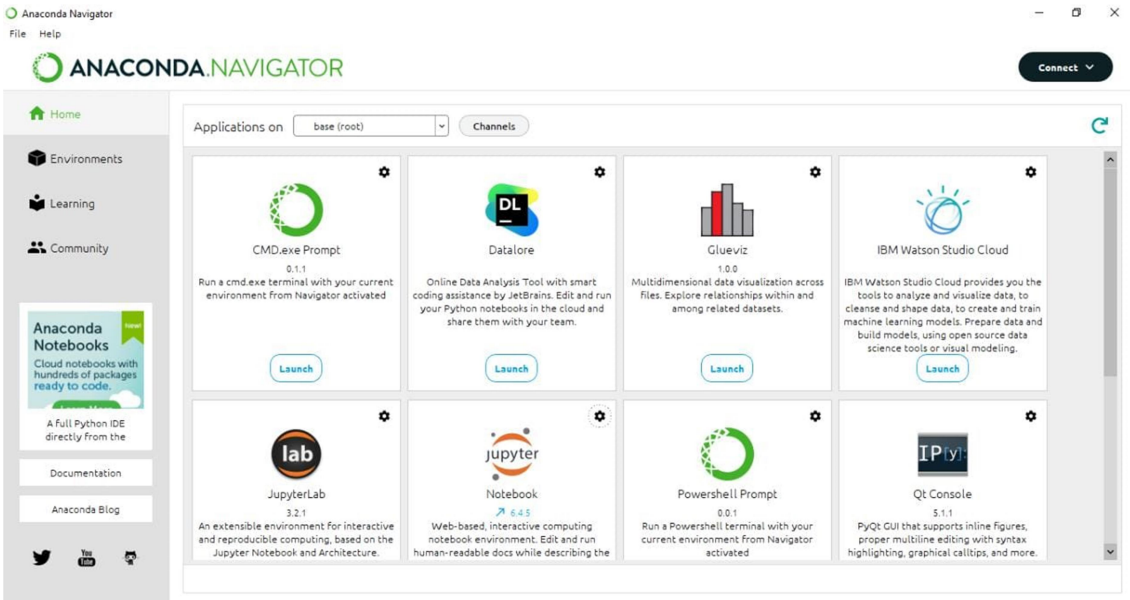 Anaconda Navigator
File Help
ANACONDA.NAVIGATOR
Connect
Home
Environments
Learning
Community
Anaconda
Notebooks
New!
Cloud notebooks with
hundreds of packages
ready to code.
Learn More
A full Python IDE
directly from the
Documentation
Anaconda Blog
You
Tube
Applications on base (root) Channels
CMD.exe Prompt
0.1.1
Run a cmd.exe terminal with your current
environment from Navigator activated
Launch
DL
Datalore
Online Data Analysis Tool with smart
coding assistance by JetBrains. Edit and run
your Python notebooks in the cloud and
share them with your team.
Launch
Glueviz
1.0.0
Multidimensional data visualization across
files. Explore relationships within and
among related datasets.
Launch
IBM Watson Studio Cloud
IBM Watson Studio Cloud provides you the
tools to analyze and visualize data, to
cleanse and shape data, to create and train
machine learning models. Prepare data and
build models, using open source data
science tools or visual modeling.
Launch
lab
JupyterLab
3.2.1
An extensible environment for interactive
and reproducible computing, based on the
Jupyter Notebook and Architecture.
jupyter
Notebook
6.4.5
Web-based, interactive computing
notebook environment. Edit and run
human-readable docs while describing the
Powershell Prompt
0.0.1
Run a Powershell terminal with your
current environment from Navigator
activated
IP[y]:
Qt Console
5.1.1
PyQt GUI that supports inline figures,
proper multiline editing with syntax
highlighting, graphical calltips, and more.